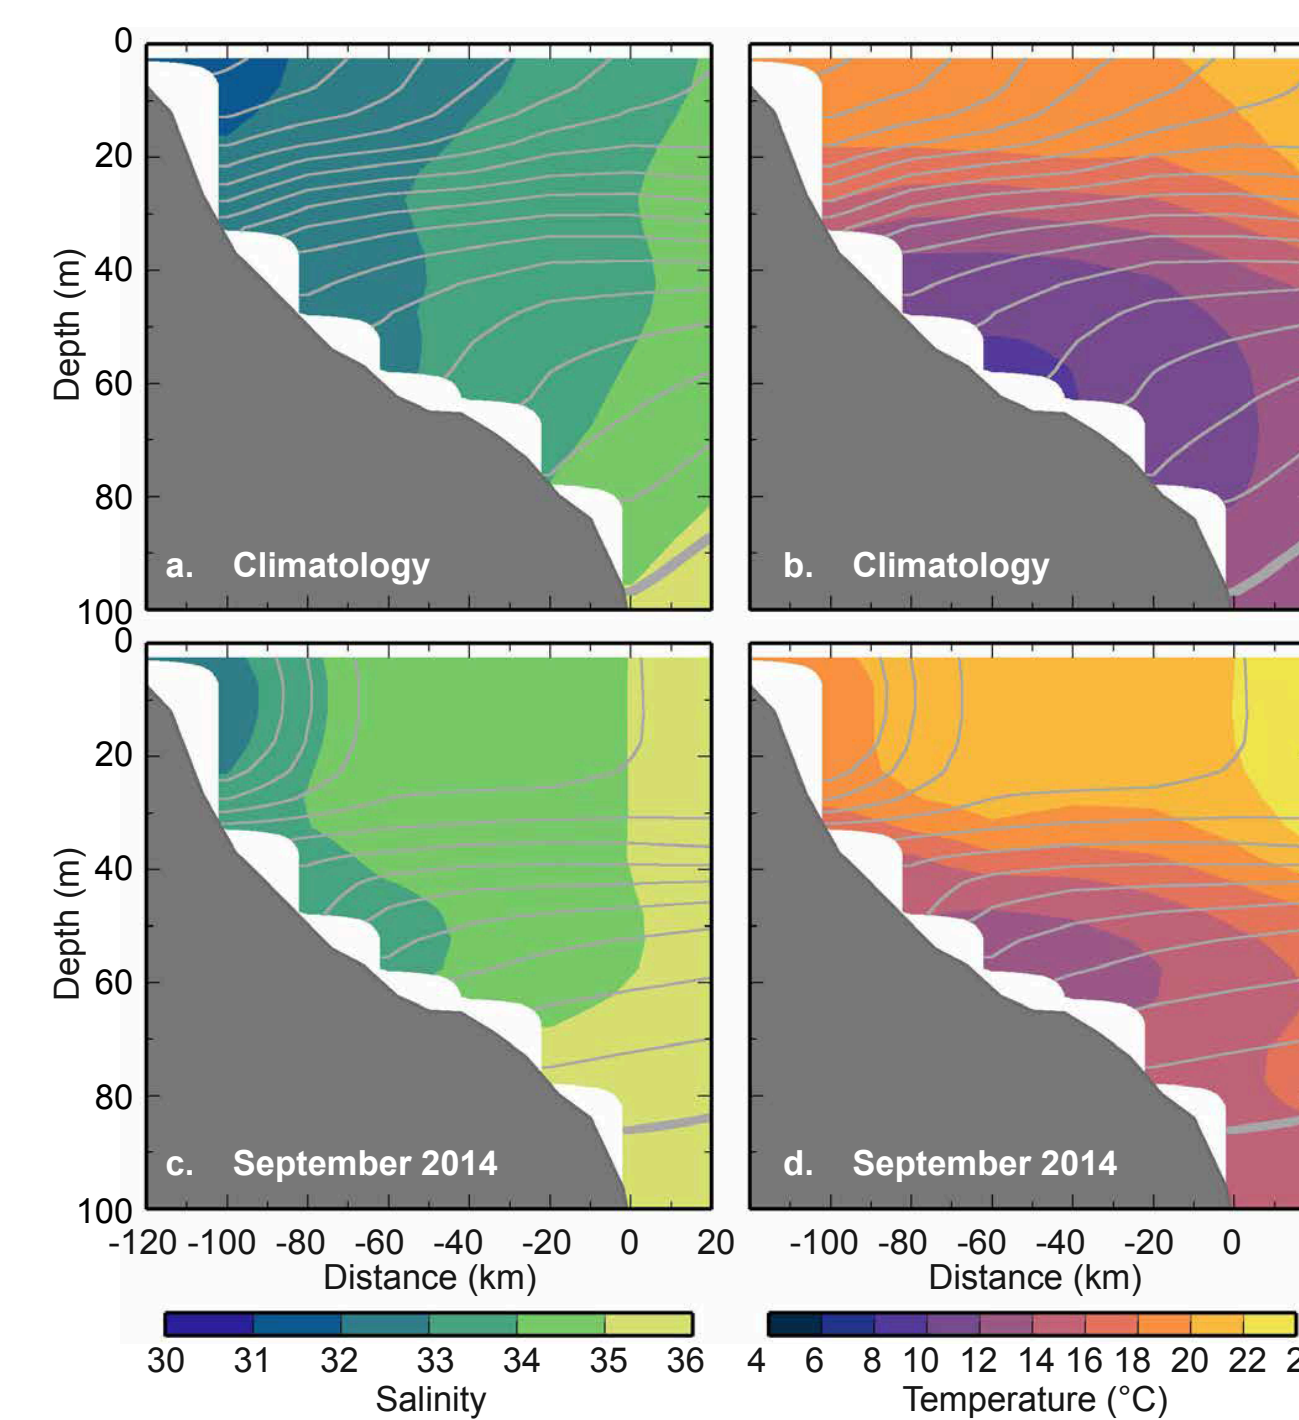 0
20
40
60
80
100
Depth (m)
a. Climatology
b. Climatology
0
20
40
60
80
100
Depth (m)
c. September 2014
d. September 2014
-120 -100 -80 -60 -40 -20 0 20
-100 -80 -60 -40 -20 0
Distance (km)
Distance (km)
30 31 32 33 34 35 36
4 6 8 10 12 14 16 18 20 22 2
Salinity
Temperature (°C)